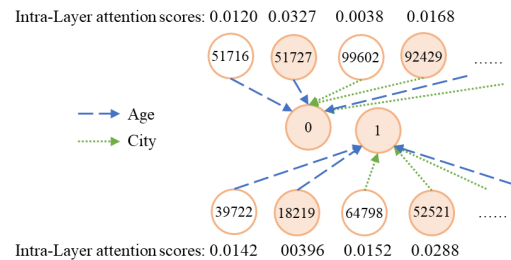 Intra-Layer attention scores: 0.0120 0.0327 0.0038 0.0168
51716 51727 99602 92429 ......
0 1
Age
City
39722 18219 64798 52521 ......
Intra-Layer attention scores: 0.0142 00396 0.0152 0.0288